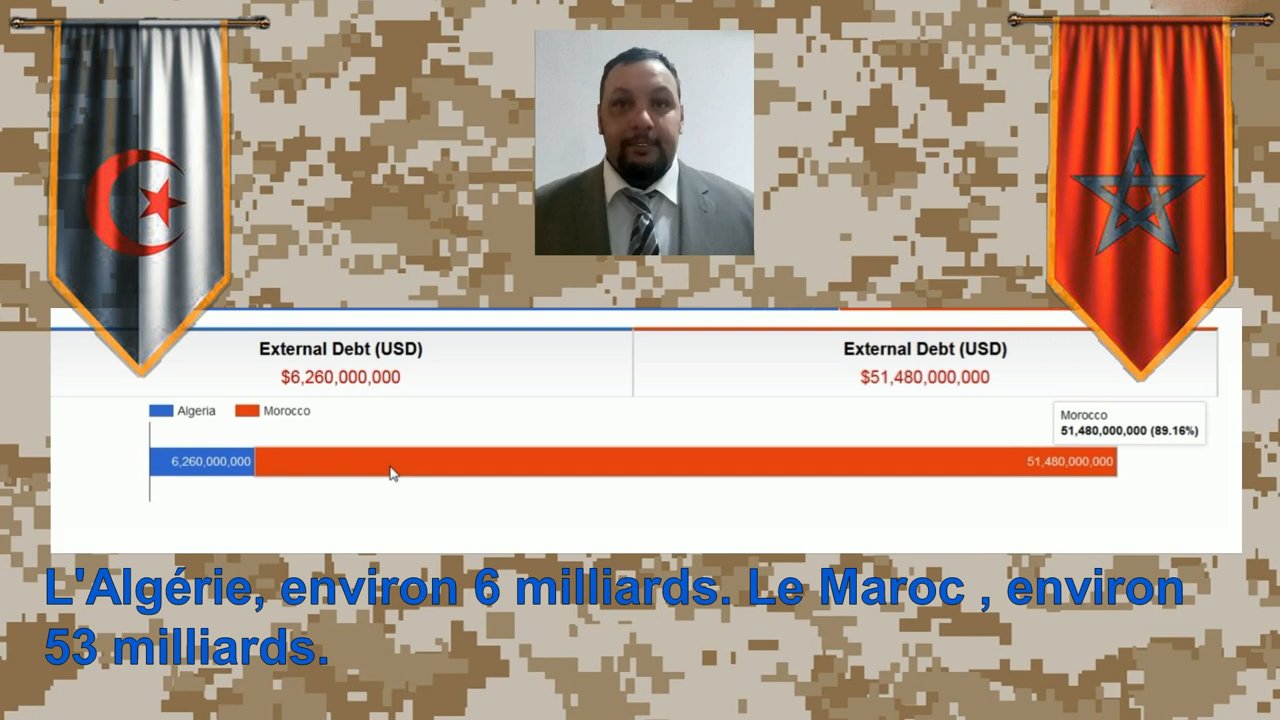 External Debt (USD)
$6,260,000,000
External Debt (USD)
$51,480,000,000
Algeria
Morocco
Morocco
51,480,000,000 (89.16%)
6,260,000,000
51,480,000,000
L'Algérie, environ 6 milliards. Le Maroc , environ
53 milliards.